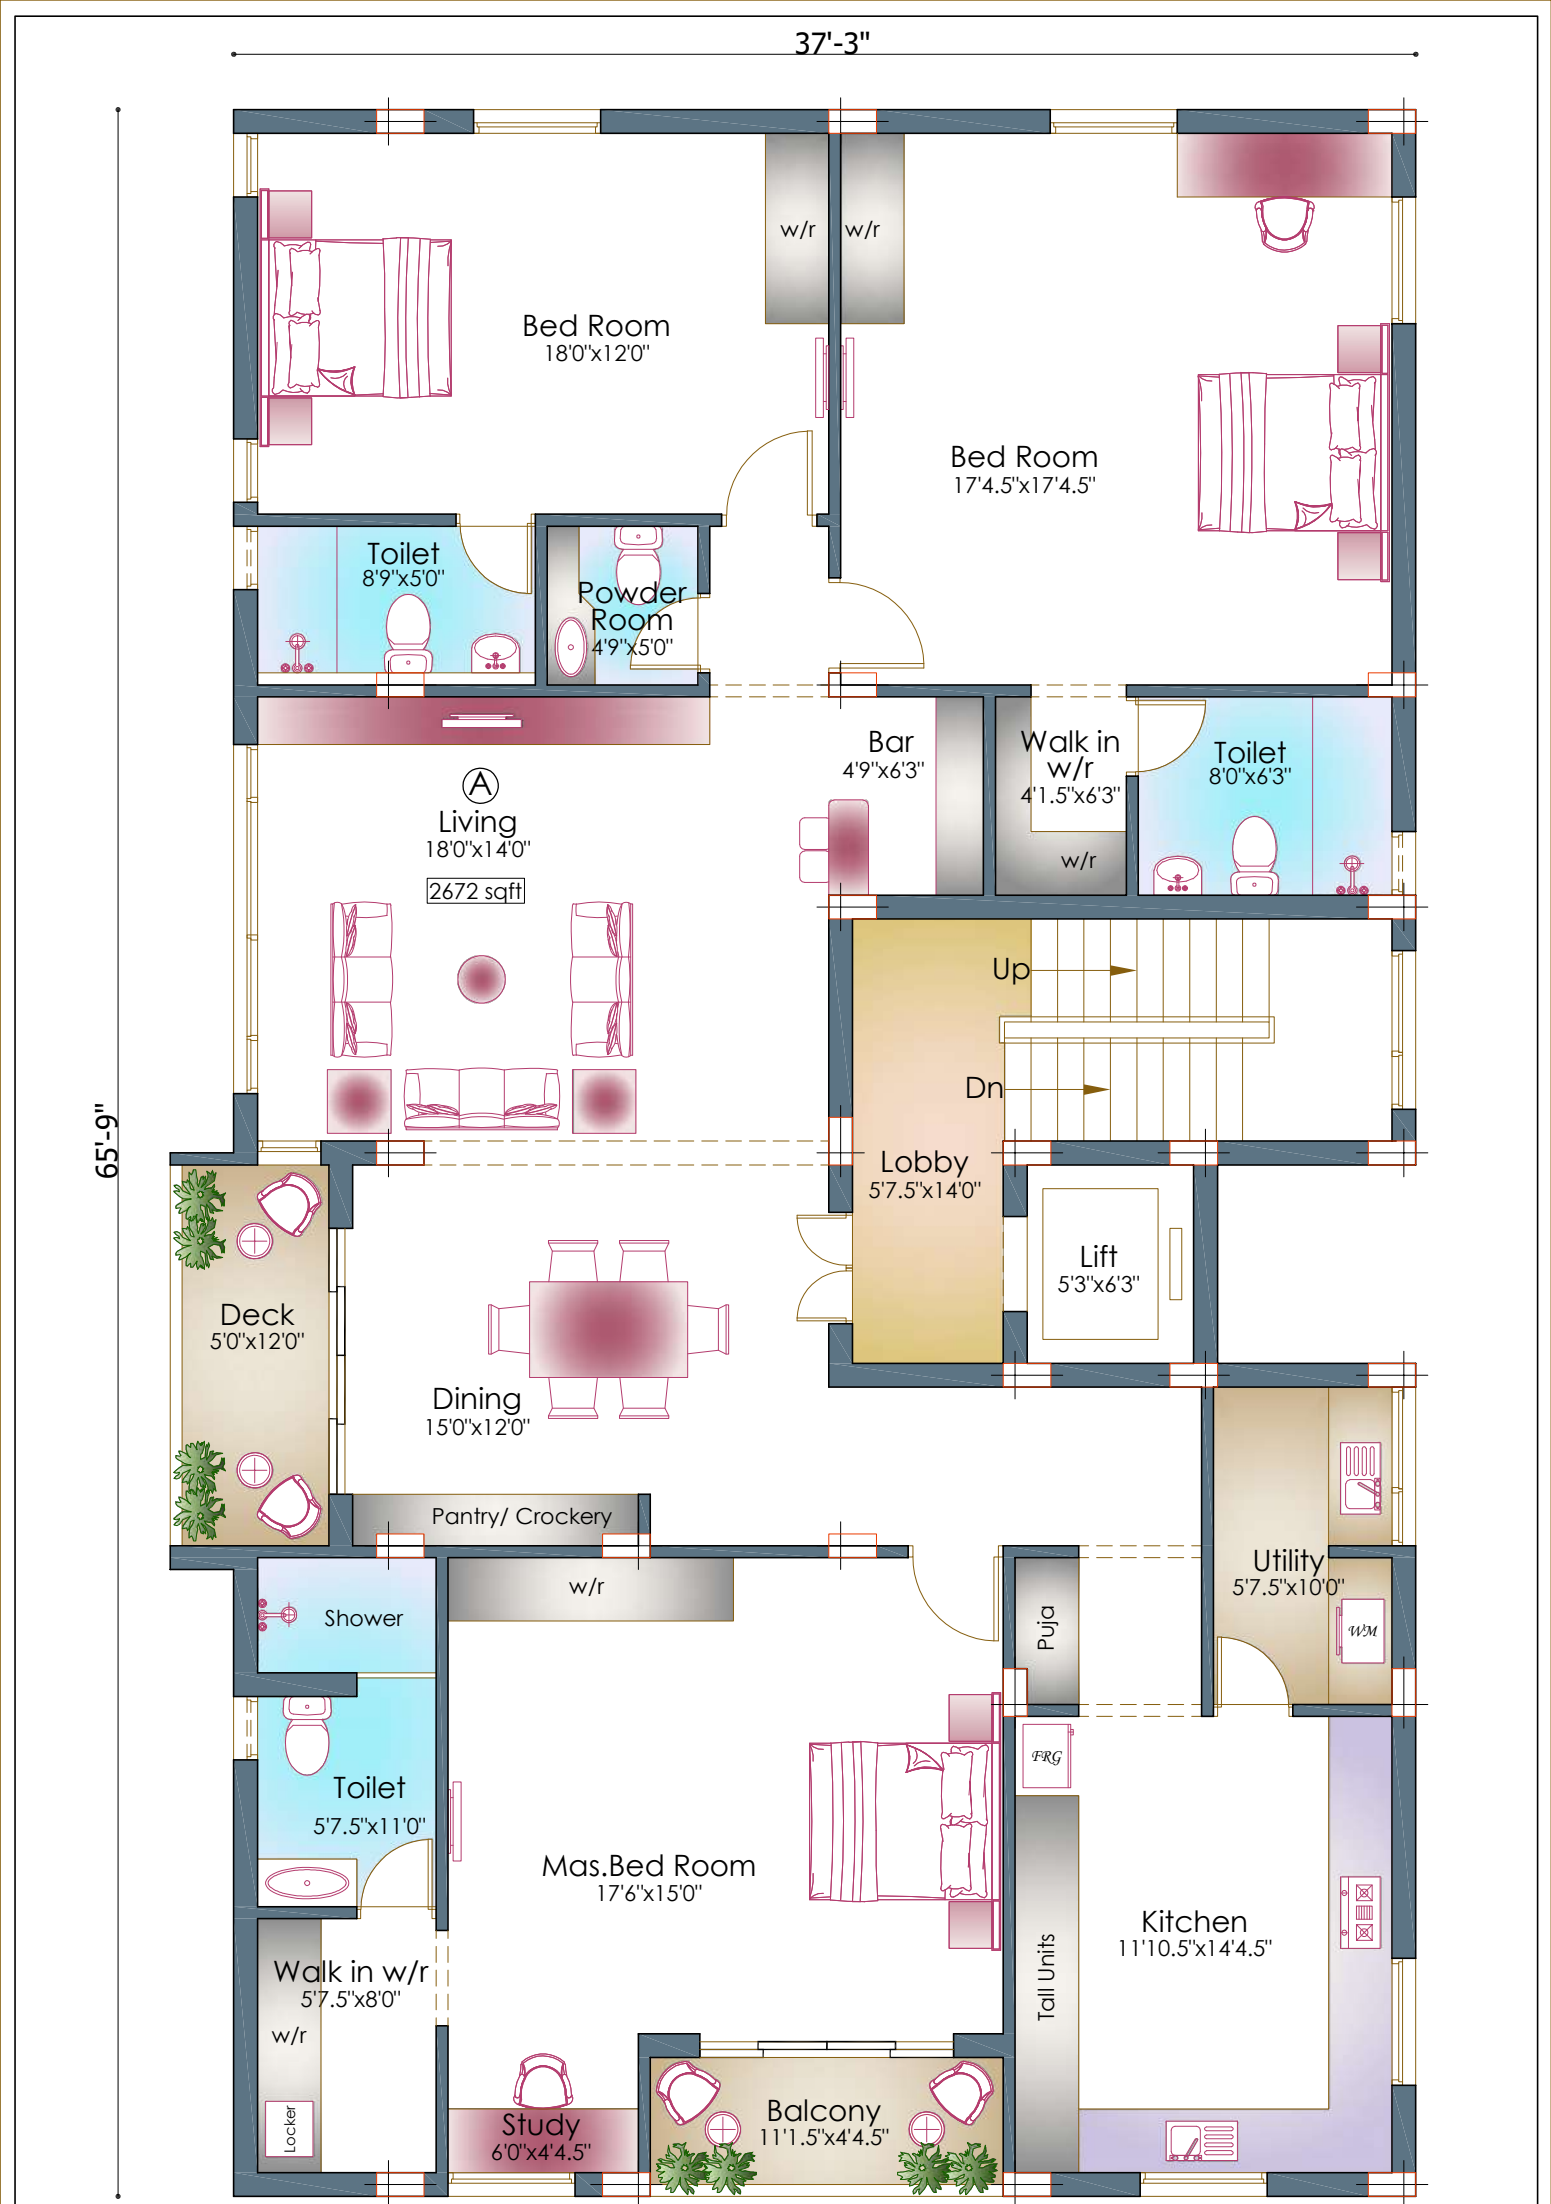 37'-3"
65'-9"
w/r
w/r
Bed Room
18'0"x12'0"
Bed Room
17'4.5"x17'4.5"
Toilet
8'9"x5'0"
Powder
Room
4'9"x5'0"
Bar
4'9"x6'3"
Walk in
w/r
4'1.5"x6'3"
w/r
Toilet
8'0"x6'3"
A
Living
18'0"x14'0"
2672 sqft
Up
Dn
Lobby
5'7.5"x14'0"
Lift
5'3"x6'3"
Deck
5'0"x12'0"
Dining
15'0"x12'0"
Pantry/ Crockery
Utility
5'7.5"x10'0"
WM
w/r
Shower
Puja
FRG
Toilet
5'7.5"x11'0"
Mas.Bed Room
17'6"x15'0"
Kitchen
11'10.5"x14'4.5"
Tall Units
Walk in w/r
5'7.5"x8'0"
w/r
Locker
Study
6'0"x4'4.5"
Balcony
11'1.5"x4'4.5"